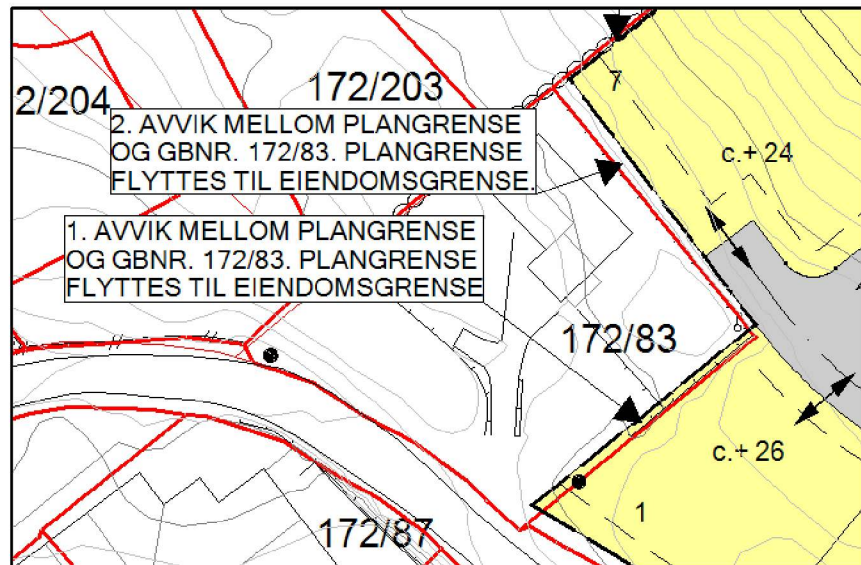 7
172/203
2/204
2. AVVIK MELLOM PLANGRENSE
OG GBNR. 172/83. PLANGRENSE
FLYTTES TIL EIENDOMSGRENSE.
c.+ 24
1. AVVIK MELLOM PLANGRENSE
OG GBNR. 172/83. PLANGRENSE
FLYTTES TIL EIENDOMSGRENSE
172/83
c.+ 26
1
172/87